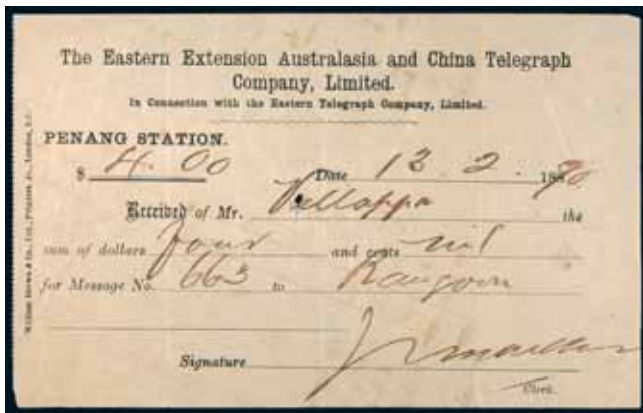 The Eastern Extension Australasia and China Telegraph
Company, Limited.
In Connection with the Eastern Telegraph Company, Limited.
PENANG STATION.
$ 4.00 Date 13.2.1890
Received of Mr. Vellappa the
sum of dollars four and cents nil
for Message No. 663 to Rangoon
Signature
Clerk.